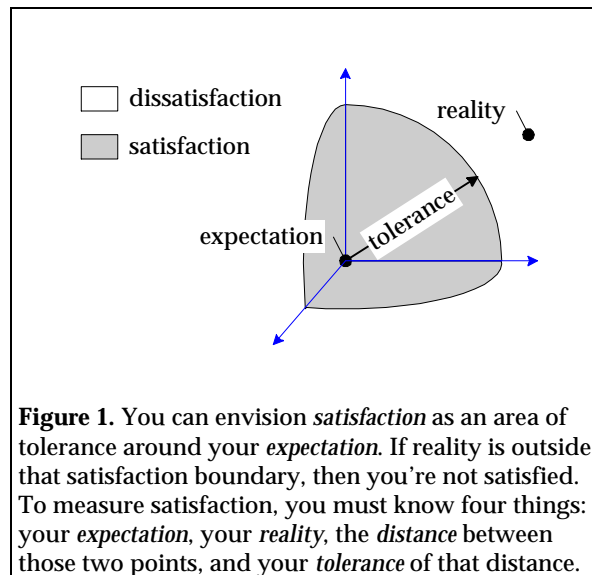 dissatisfaction
satisfaction
reality
expectation
tolerance
Figure 1. You can envision satisfaction as an area of
tolerance around your expectation. If reality is outside
that satisfaction boundary, then you're not satisfied.
To measure satisfaction, you must know four things:
your expectation, your reality, the distance between
those two points, and your tolerance of that distance.